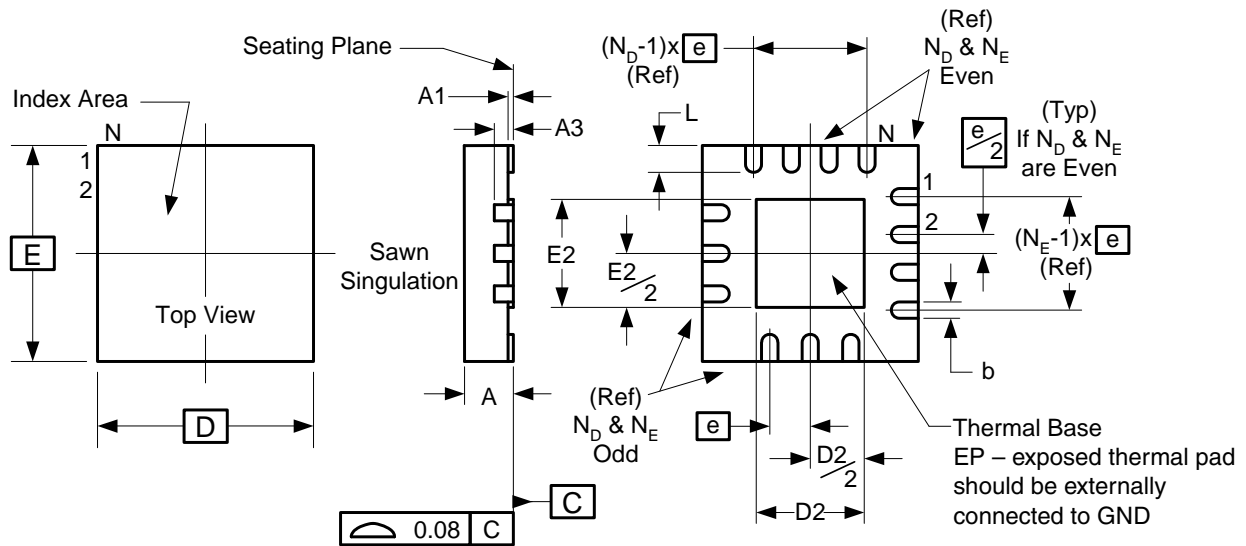 Seating Plane
Index Area
N
1
2
E
Top View
D
A1
A3
Sawn
Singulation
A
0.08 C
C
(N_D-1)x e
(Ref)
(Ref)
N_D & N_E
Even
L
N
e/2
(Typ)
If N_D & N_E
are Even
1
2
(N_E-1)x e
(Ref)
E2
E2/2
b
(Ref)
N_D & N_E
Odd
e
D2/2
D2
Thermal Base
EP – exposed thermal pad
should be externally
connected to GND